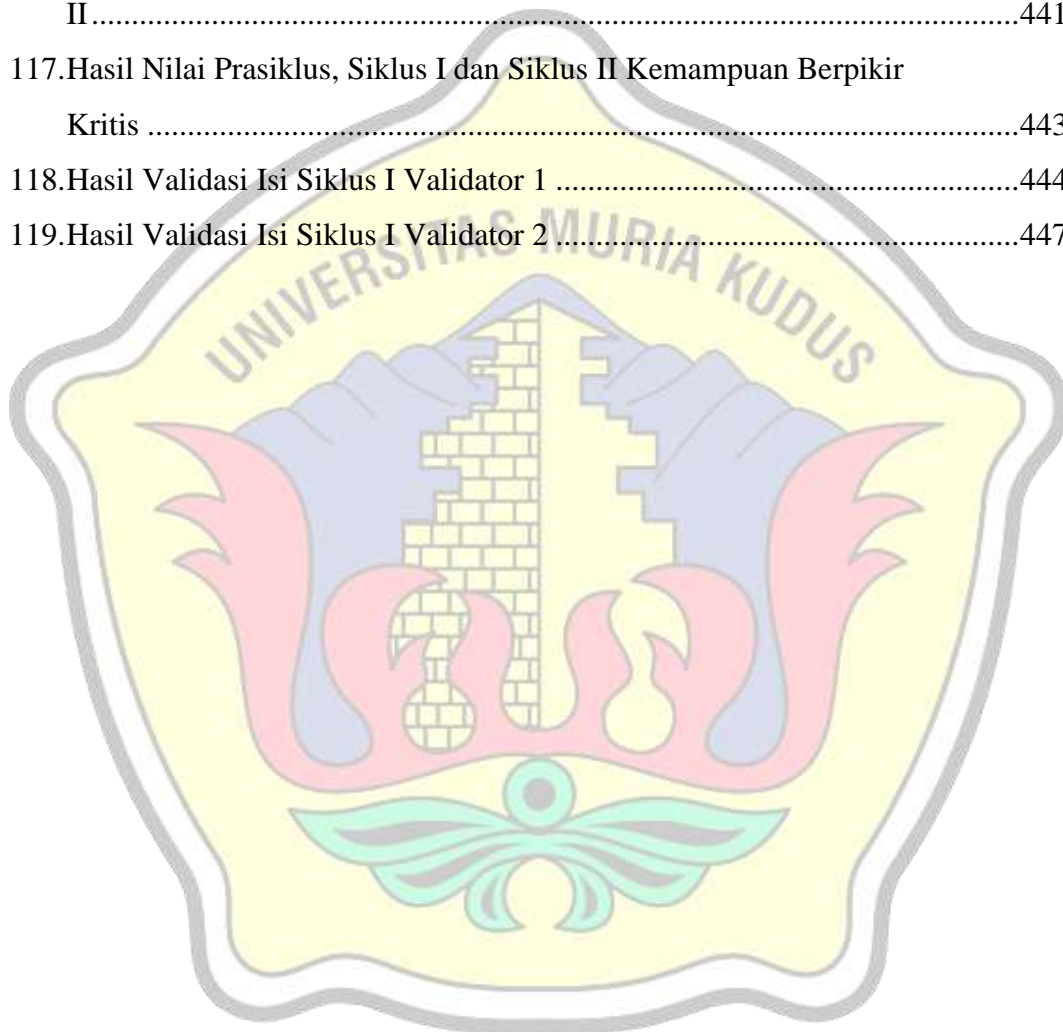 II.....................................................................................................................441
117.Hasil Nilai Prasiklus, Siklus I dan Siklus II Kemampuan Berpikir
Kritis .............................................................................................................443
118.Hasil Validasi Isi Siklus I Validator 1 ..........................................................444
119.Hasil Validasi Isi Siklus I Validator 2 ..........................................................447
UNIVERSITAS MURIA KUDUS